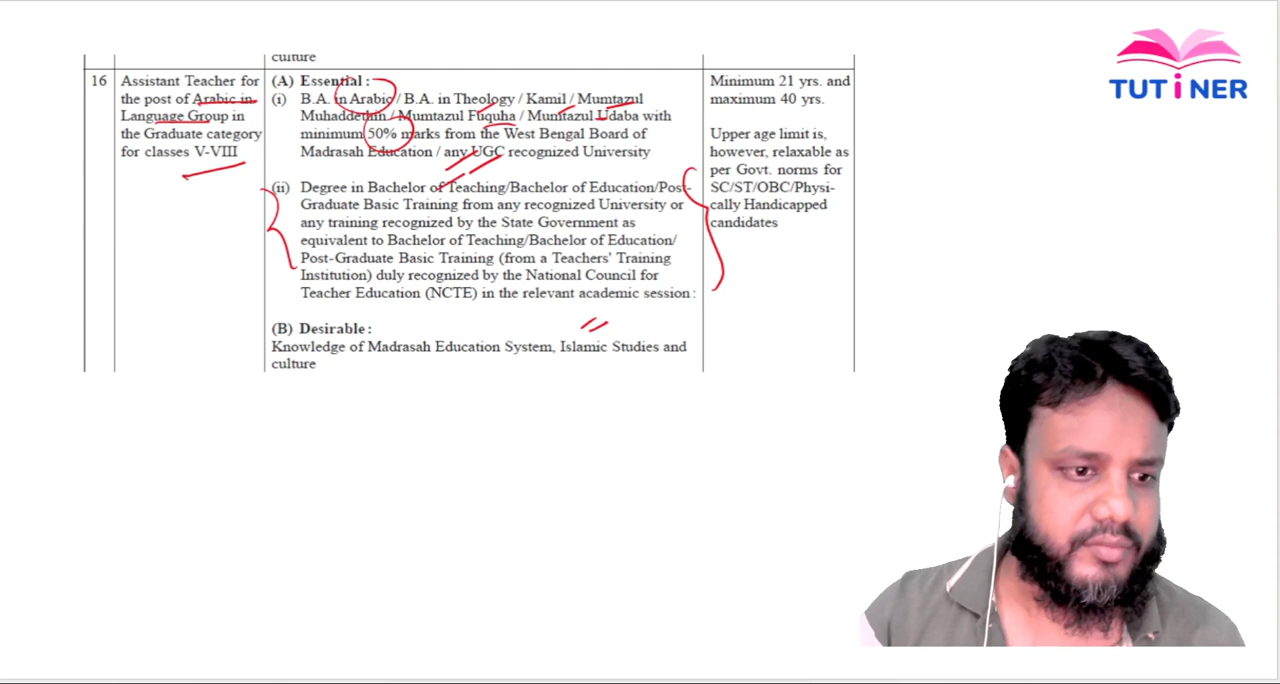 culture
16
Assistant Teacher for
the post of Arabic in
Language Group in
the Graduate category
for classes V-VIII
(A) Essential :
(i) B.A. in Arabic / B.A. in Theology / Kamil / Mumtazul
Muhaddethin / Mumtazul Fuquha / Mumtazul Udaba with
minimum 50% marks from the West Bengal Board of
Madrasah Education / any UGC recognized University
(ii) Degree in Bachelor of Teaching/Bachelor of Education/Post-
Graduate Basic Training from any recognized University or
any training recognized by the State Government as
equivalent to Bachelor of Teaching/Bachelor of Education/
Post-Graduate Basic Training (from a Teachers' Training
Institution) duly recognized by the National Council for
Teacher Education (NCTE) in the relevant academic session :
(B) Desirable :
Knowledge of Madrasah Education System, Islamic Studies and
culture
Minimum 21 yrs. and
maximum 40 yrs.
Upper age limit is,
however, relaxable as
per Govt. norms for
SC/ST/OBC/Physi-
cally Handicapped
candidates
TUTiNER